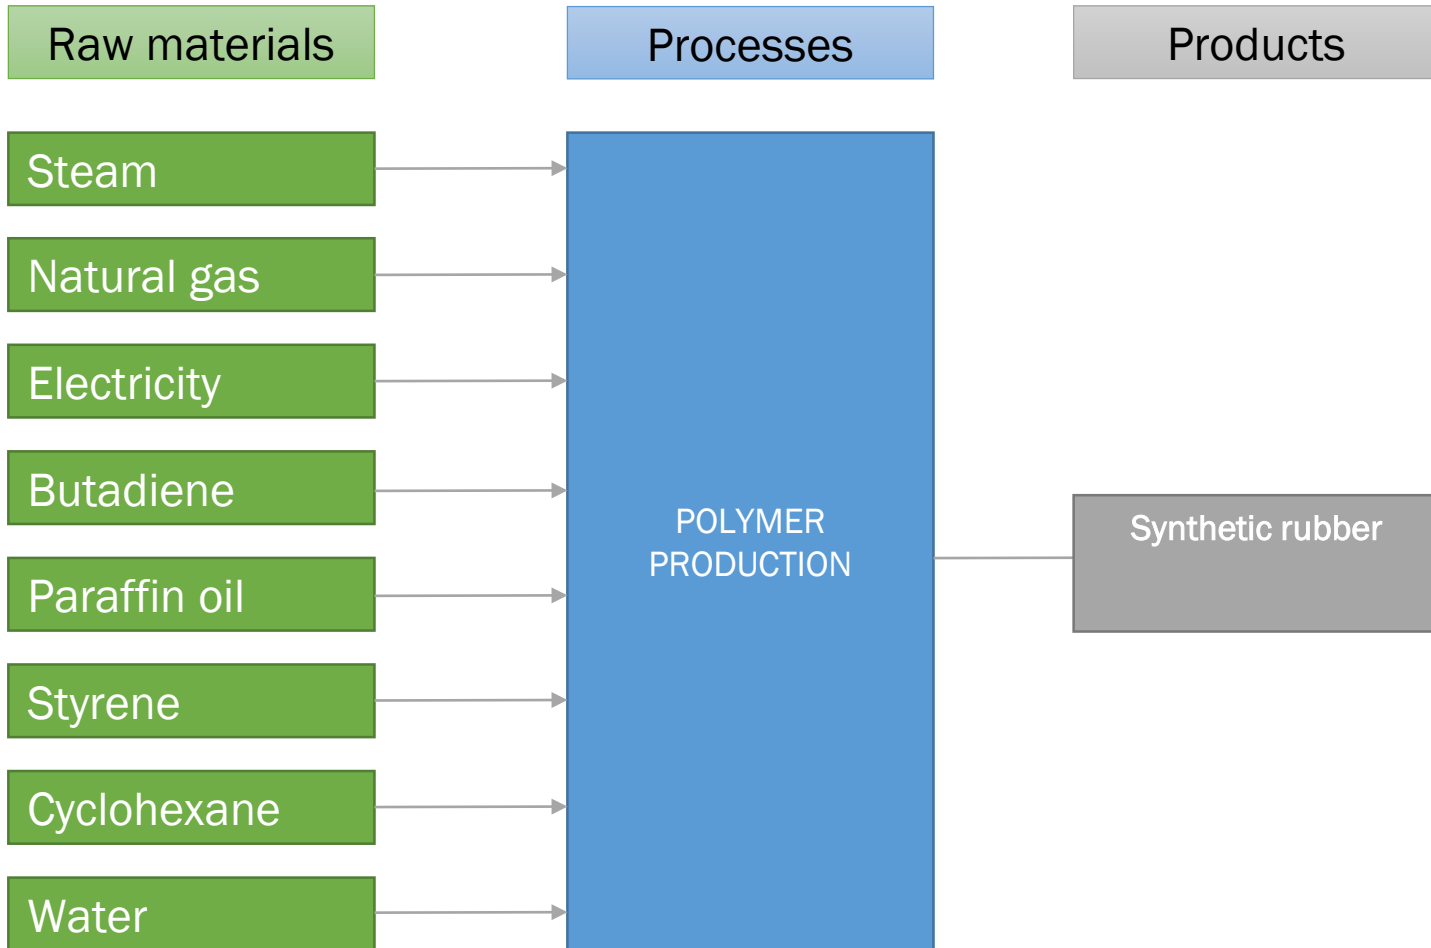 Raw materials
Processes
Products
Steam
Natural gas
Electricity
Butadiene
Paraffin oil
Styrene
Cyclohexane
Water
POLYMER
PRODUCTION
Synthetic rubber